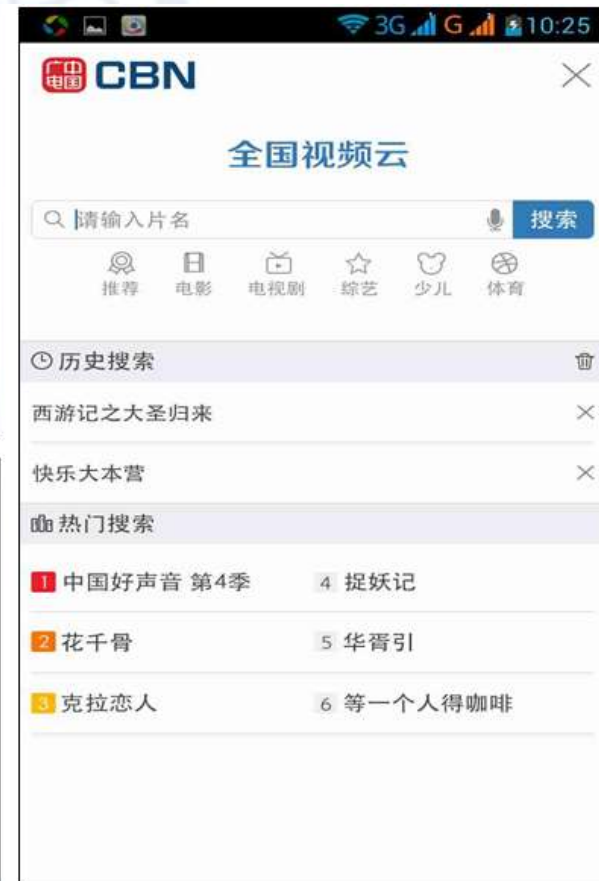 3G G 10:25
中国广电 CBN
全国视频云
请输入片名 搜索
推荐 电影 电视剧 综艺 少儿 体育
历史搜索
西游记之大圣归来
快乐大本营
热门搜索
1 中国好声音 第4季 4 捉妖记
2 花千骨 5 华胥引
3 克拉恋人 6 等一个人得咖啡